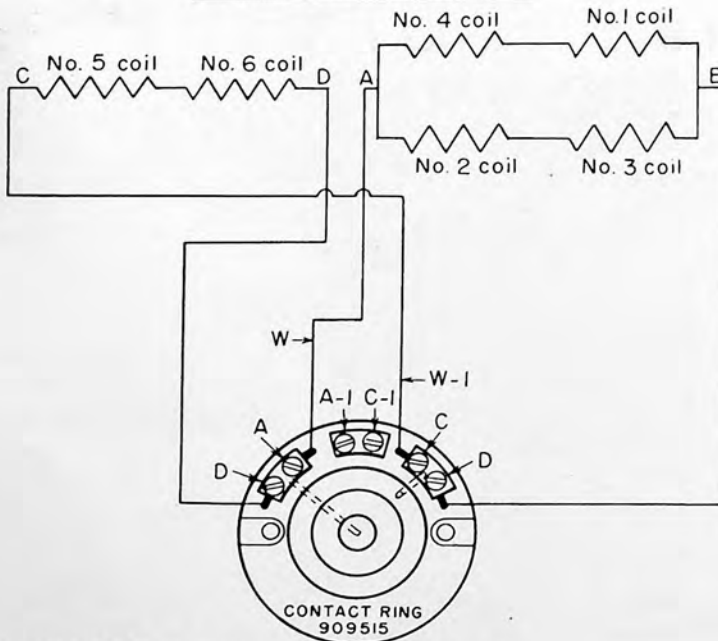 No. 4 coil
No.1 coil
C
No. 5 coil
No. 6 coil
D
A
No. 2 coil
No. 3 coil
W
W-1
A-1
C-1
A
C
D
D
A
CONTACT RING
909515